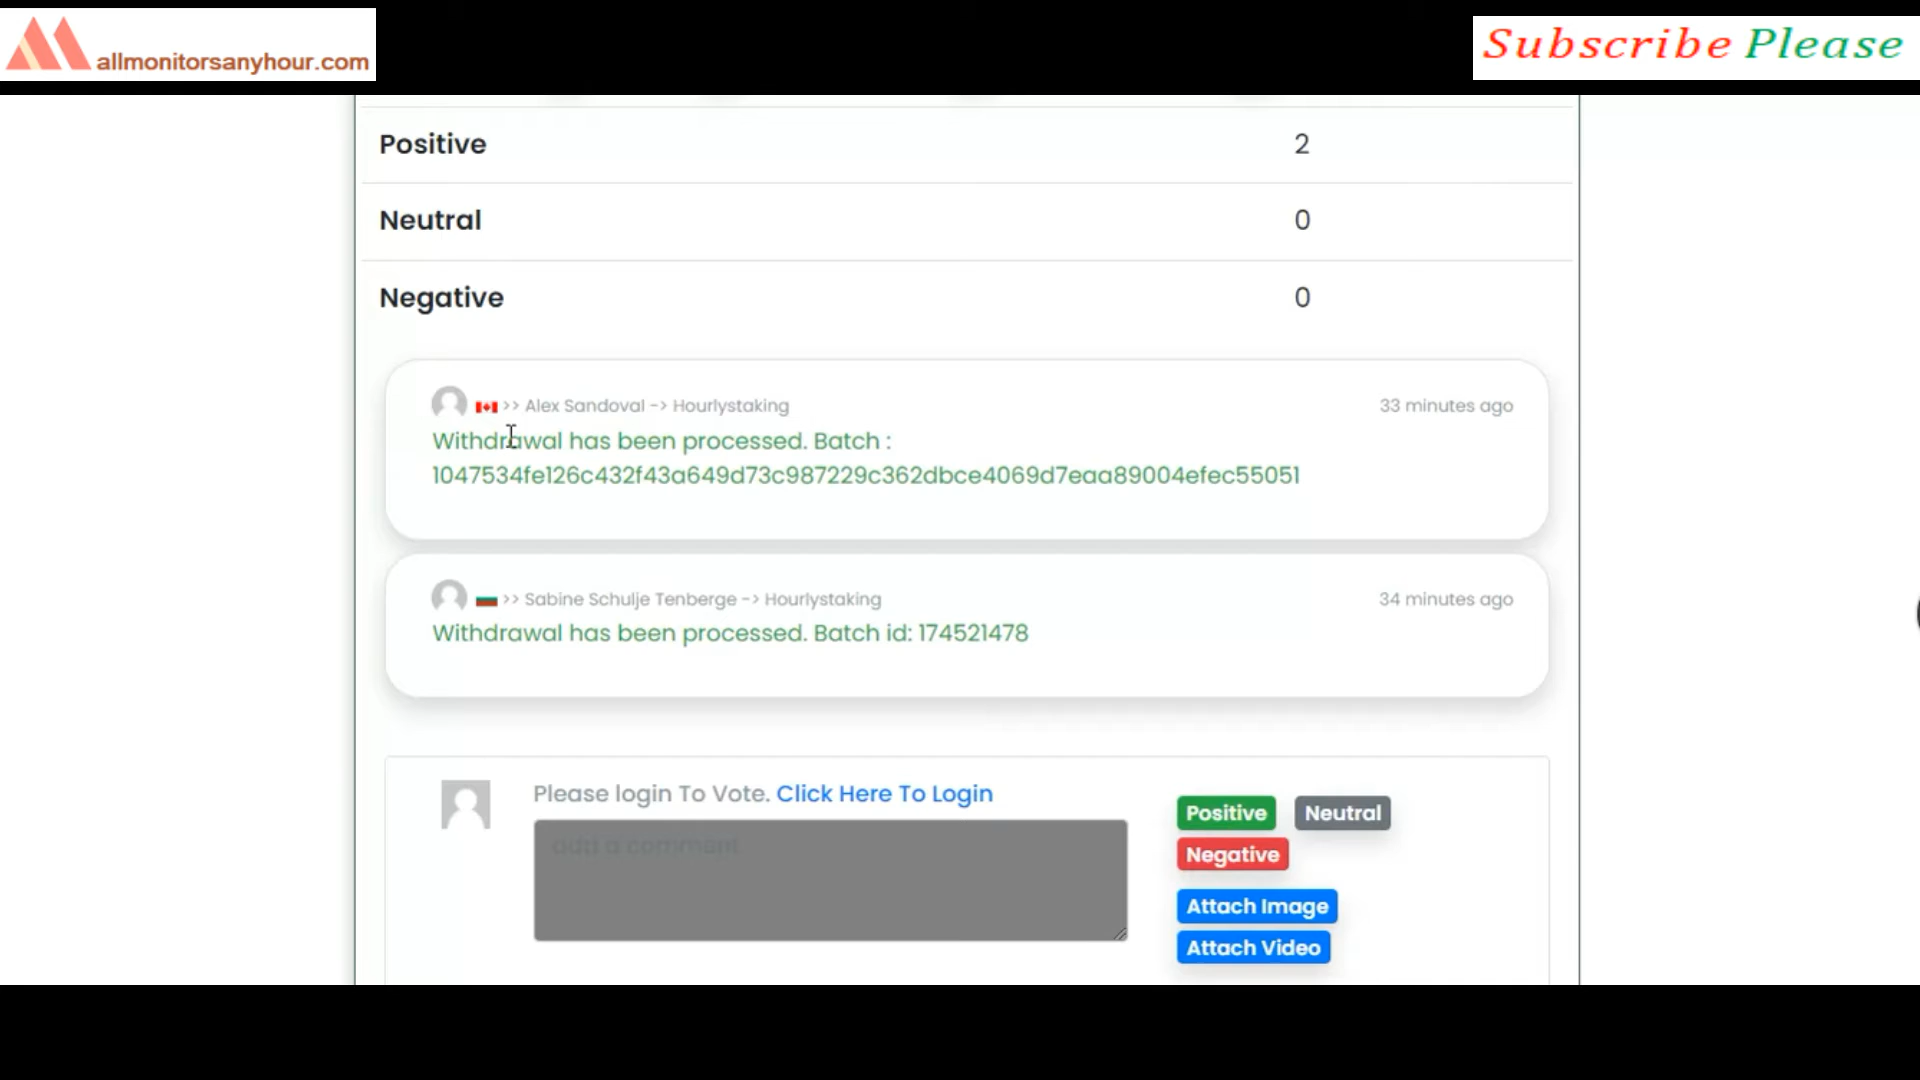 allmonitorsanyhour.com
Subscribe Please
Positive 2
Neutral 0
Negative 0
>> Alex Sandoval -> Hourlystaking 33 minutes ago
Withdrawal has been processed. Batch :
1047534fe126c432f43a649d73c987229c362dbce4069d7eaa89004efec55051
>> Sabine Schulje Tenberge -> Hourlystaking 34 minutes ago
Withdrawal has been processed. Batch id: 174521478
Please login To Vote. Click Here To Login
add a comment
Positive Neutral
Negative
Attach Image
Attach Video